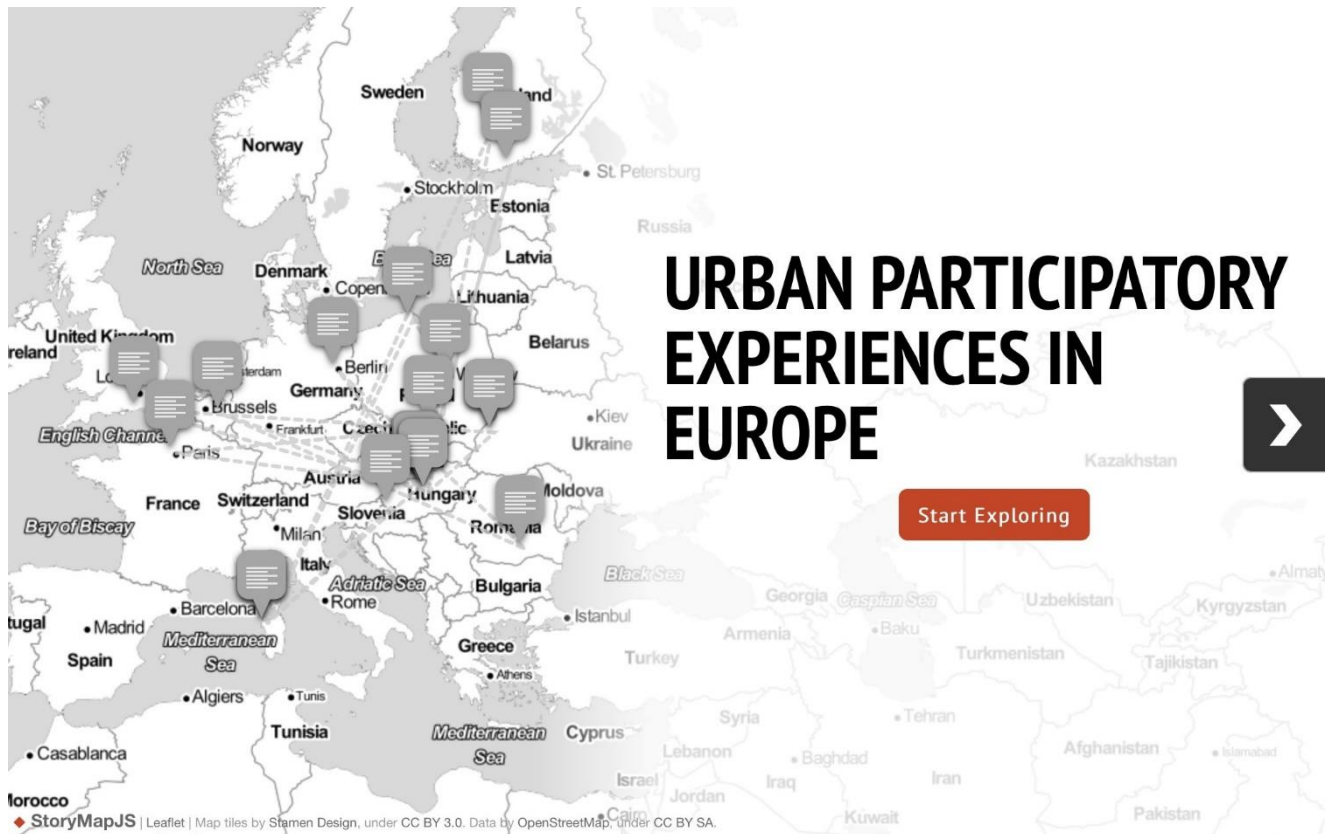 Sweden
Norway
Stockholm
St. Petersburg
Estonia
Russia
North Sea
Denmark
Latvia
Lithuania
United Kingdom
Belarus
Berlin
Germany
Brussels
Kiev
English
Frankfurt
Ukraine
Paris
Kazakhstan
Austria
France
Switzerland
Hungary
Moldova
Slovenia
Bay of Biscay
Milan
Italy
Adriatic Sea
Bulgaria
Black Sea
Barcelona
Rome
Istanbul
Georgia
Caspian Sea
Uzbekistan
Kyrgyzstan
Madrid
Mediterranean
Sea
Spain
Greece
Armenia
Baku
Turkey
Turkmenistan
Tajikistan
Athens
Algiers
Tunis
Tunisia
Mediterranean
Sea
Cyprus
Syria
Tehran
Casablanca
Lebanon
Baghdad
Afghanistan
Islamabad
Israel
Iraq
Iran
Jordan
Cairo
Kuwait
Pakistan
URBAN PARTICIPATORY
EXPERIENCES IN
EUROPE
Start Exploring
StoryMapJS | Leaflet | Map tiles by Stamen Design, under CC BY 3.0. Data by OpenStreetMap, under CC BY SA.